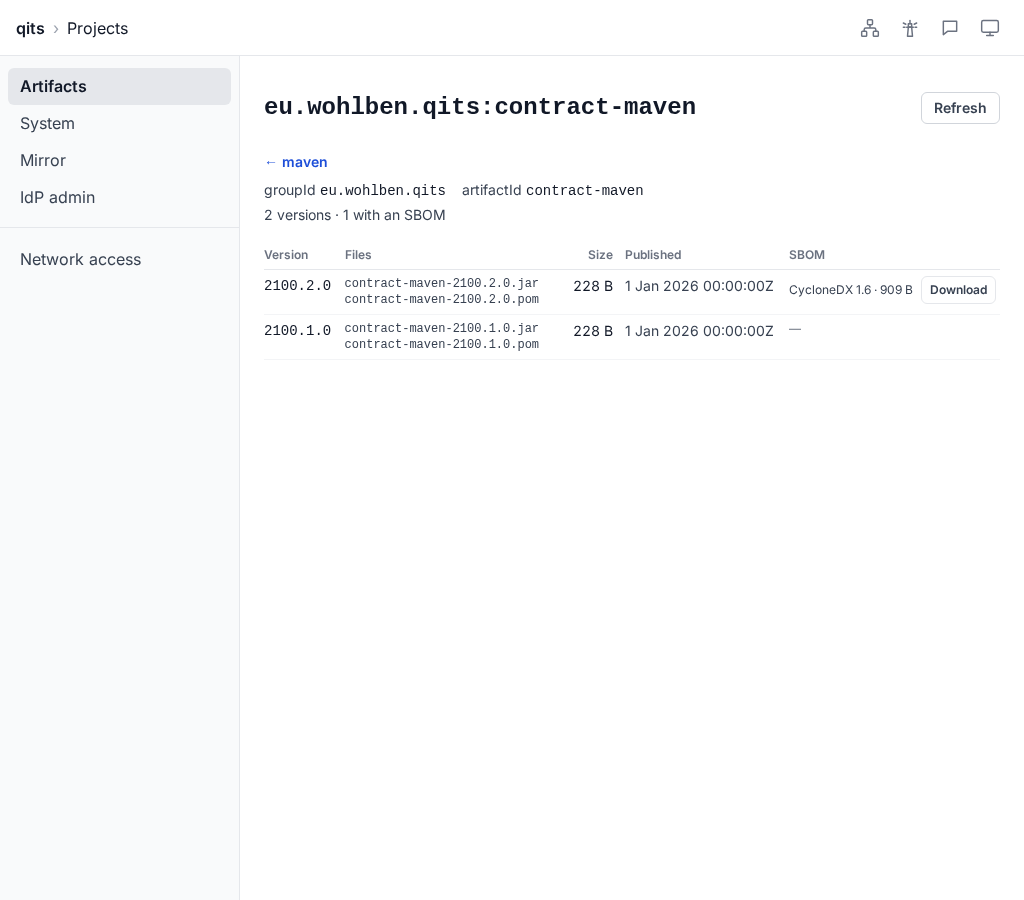 qits › Projects
Artifacts
System
Mirror
IdP admin
Network access
eu.wohlben.qits:contract-maven
Refresh
← maven
groupId eu.wohlben.qits artifactId contract-maven
2 versions · 1 with an SBOM
Version Files Size Published SBOM
2100.2.0 contract-maven-2100.2.0.jar 228 B 1 Jan 2026 00:00:00Z CycloneDX 1.6 · 909 B Download
contract-maven-2100.2.0.pom
2100.1.0 contract-maven-2100.1.0.jar 228 B 1 Jan 2026 00:00:00Z —
contract-maven-2100.1.0.pom